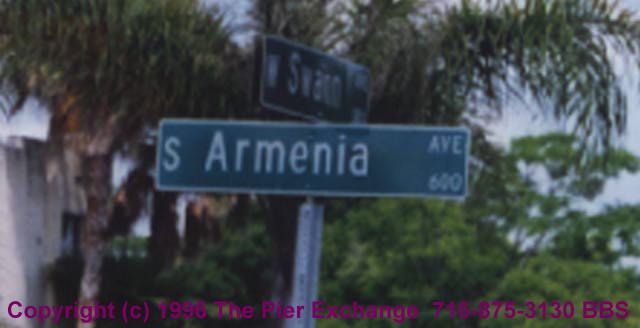 W Swann
S Armenia AVE
600
Copyright (c) 1996 The Pier Exchange 716-875-3130 BBS